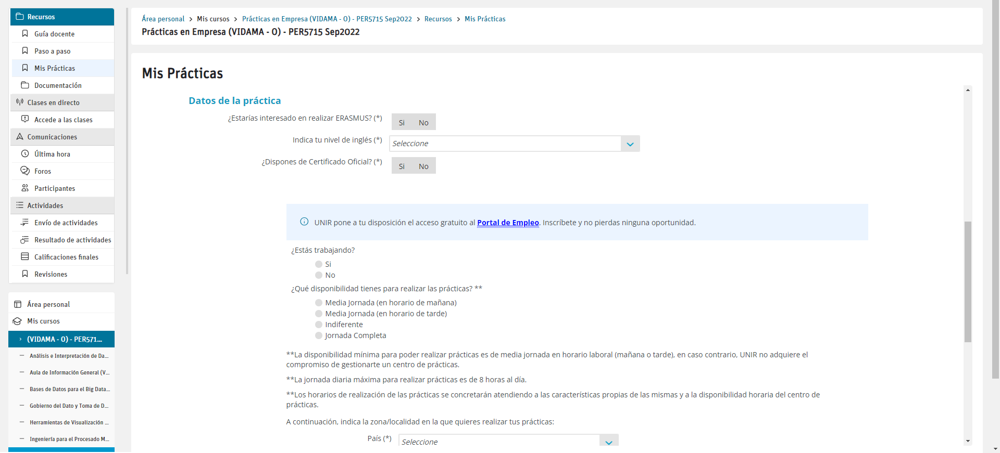 Recursos
Guía docente
Paso a paso
Mis Prácticas
Documentación
Clases en directo
Accede a las clases
Comunicaciones
Última hora
Foros
Participantes
Actividades
Envío de actividades
Resultado de actividades
Calificaciones finales
Revisiones
Área personal
Mis cursos
(VIDAMA - O) - PER571...
Análisis e Interpretación de Da...
Aula de Información General (V...
Bases de Datos para el Big Data...
Gobierno del Dato y Toma de D...
Herramientas de Visualización ...
Ingeniería para el Procesado M...
Área personal > Mis cursos > Prácticas en Empresa (VIDAMA - O) - PER5715 Sep2022 > Recursos > Mis Prácticas
Prácticas en Empresa (VIDAMA - O) - PER5715 Sep2022
Mis Prácticas
Datos de la práctica
¿Estarías interesado en realizar ERASMUS? (*) Si No
Indica tu nivel de inglés (*) Seleccione
¿Dispones de Certificado Oficial? (*) Si No
UNIR pone a tu disposición el acceso gratuito al Portal de Empleo. Inscríbete y no pierdas ninguna oportunidad.
¿Estás trabajando?
Si
No
¿Qué disponibilidad tienes para realizar las prácticas? **
Media Jornada (en horario de mañana)
Media Jornada (en horario de tarde)
Indiferente
Jornada Completa
**La disponibilidad mínima para poder realizar prácticas es de media jornada en horario laboral (mañana o tarde), en caso contrario, UNIR no adquiere el
compromiso de gestionarte un centro de prácticas.
**La jornada diaria máxima para realizar prácticas es de 8 horas al día.
**Los horarios de realización de las prácticas se concretarán atendiendo a las características propias de las mismas y a la disponibilidad horaria del centro de
prácticas.
A continuación, indica la zona/localidad en la que quieres realizar tus prácticas:
País (*) Seleccione